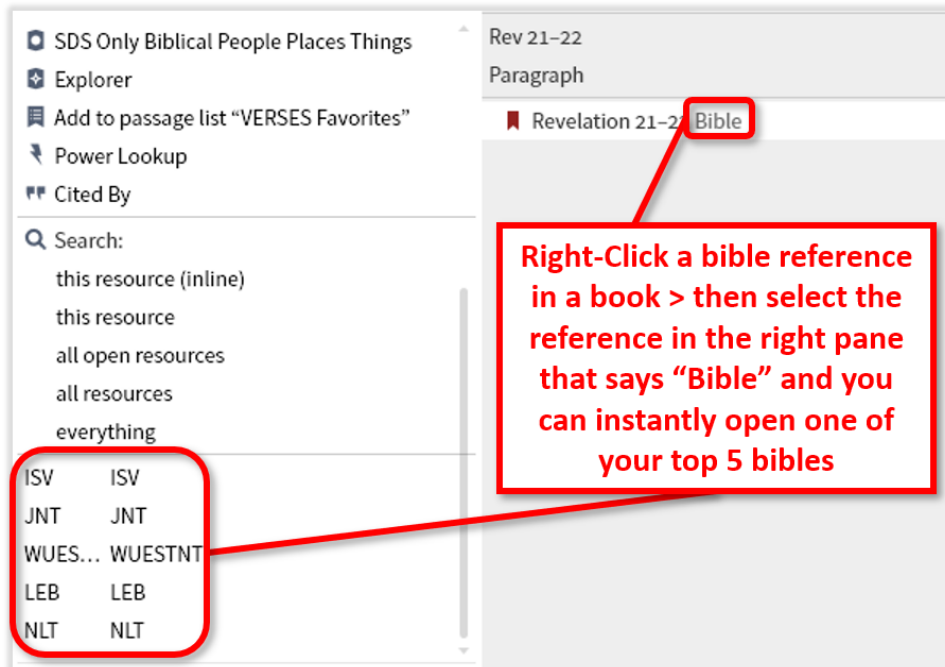 SDS Only Biblical People Places Things
Explorer
Add to passage list “VERSES Favorites”
Power Lookup
Cited By
Search:
this resource (inline)
this resource
all open resources
all resources
everything
ISV ISV
JNT JNT
WUES... WUESTNT
LEB LEB
NLT NLT
Rev 21–22
Paragraph
Revelation 21–22 Bible
Right-Click a bible reference
in a book > then select the
reference in the right pane
that says “Bible” and you
can instantly open one of
your top 5 bibles